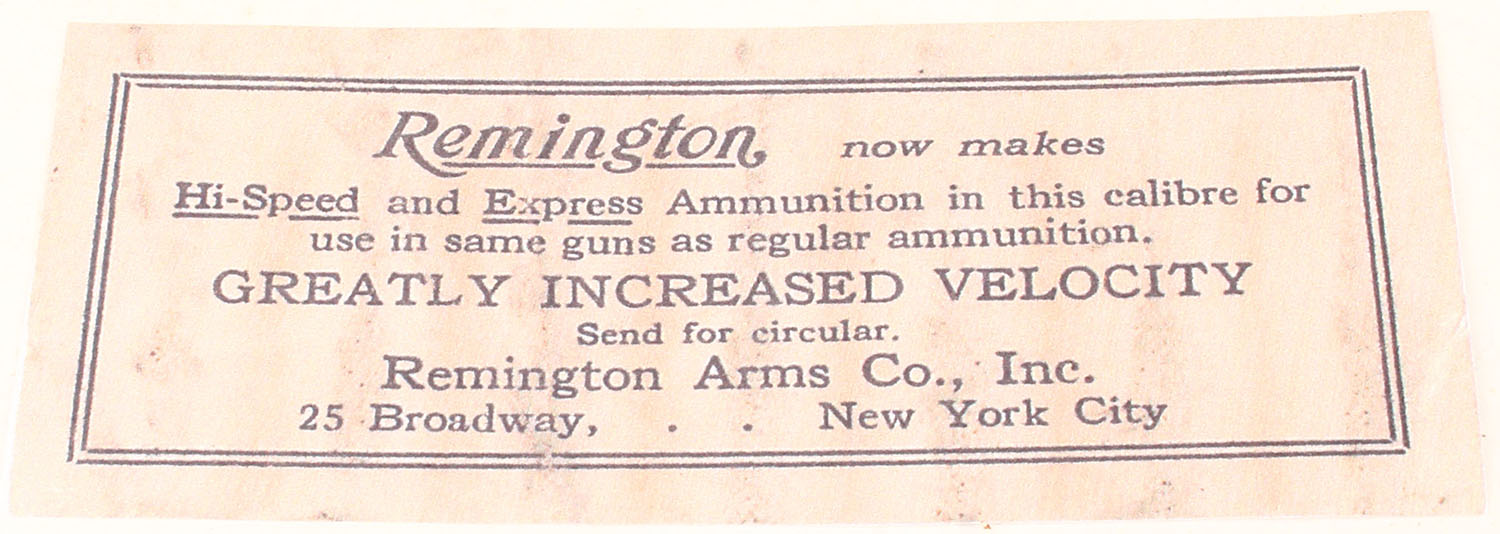 Remington, now makes
Hi-Speed and Express Ammunition in this calibre for
use in same guns as regular ammunition.
GREATLY INCREASED VELOCITY
Send for circular.
Remington Arms Co., Inc.
25 Broadway, . . New York City